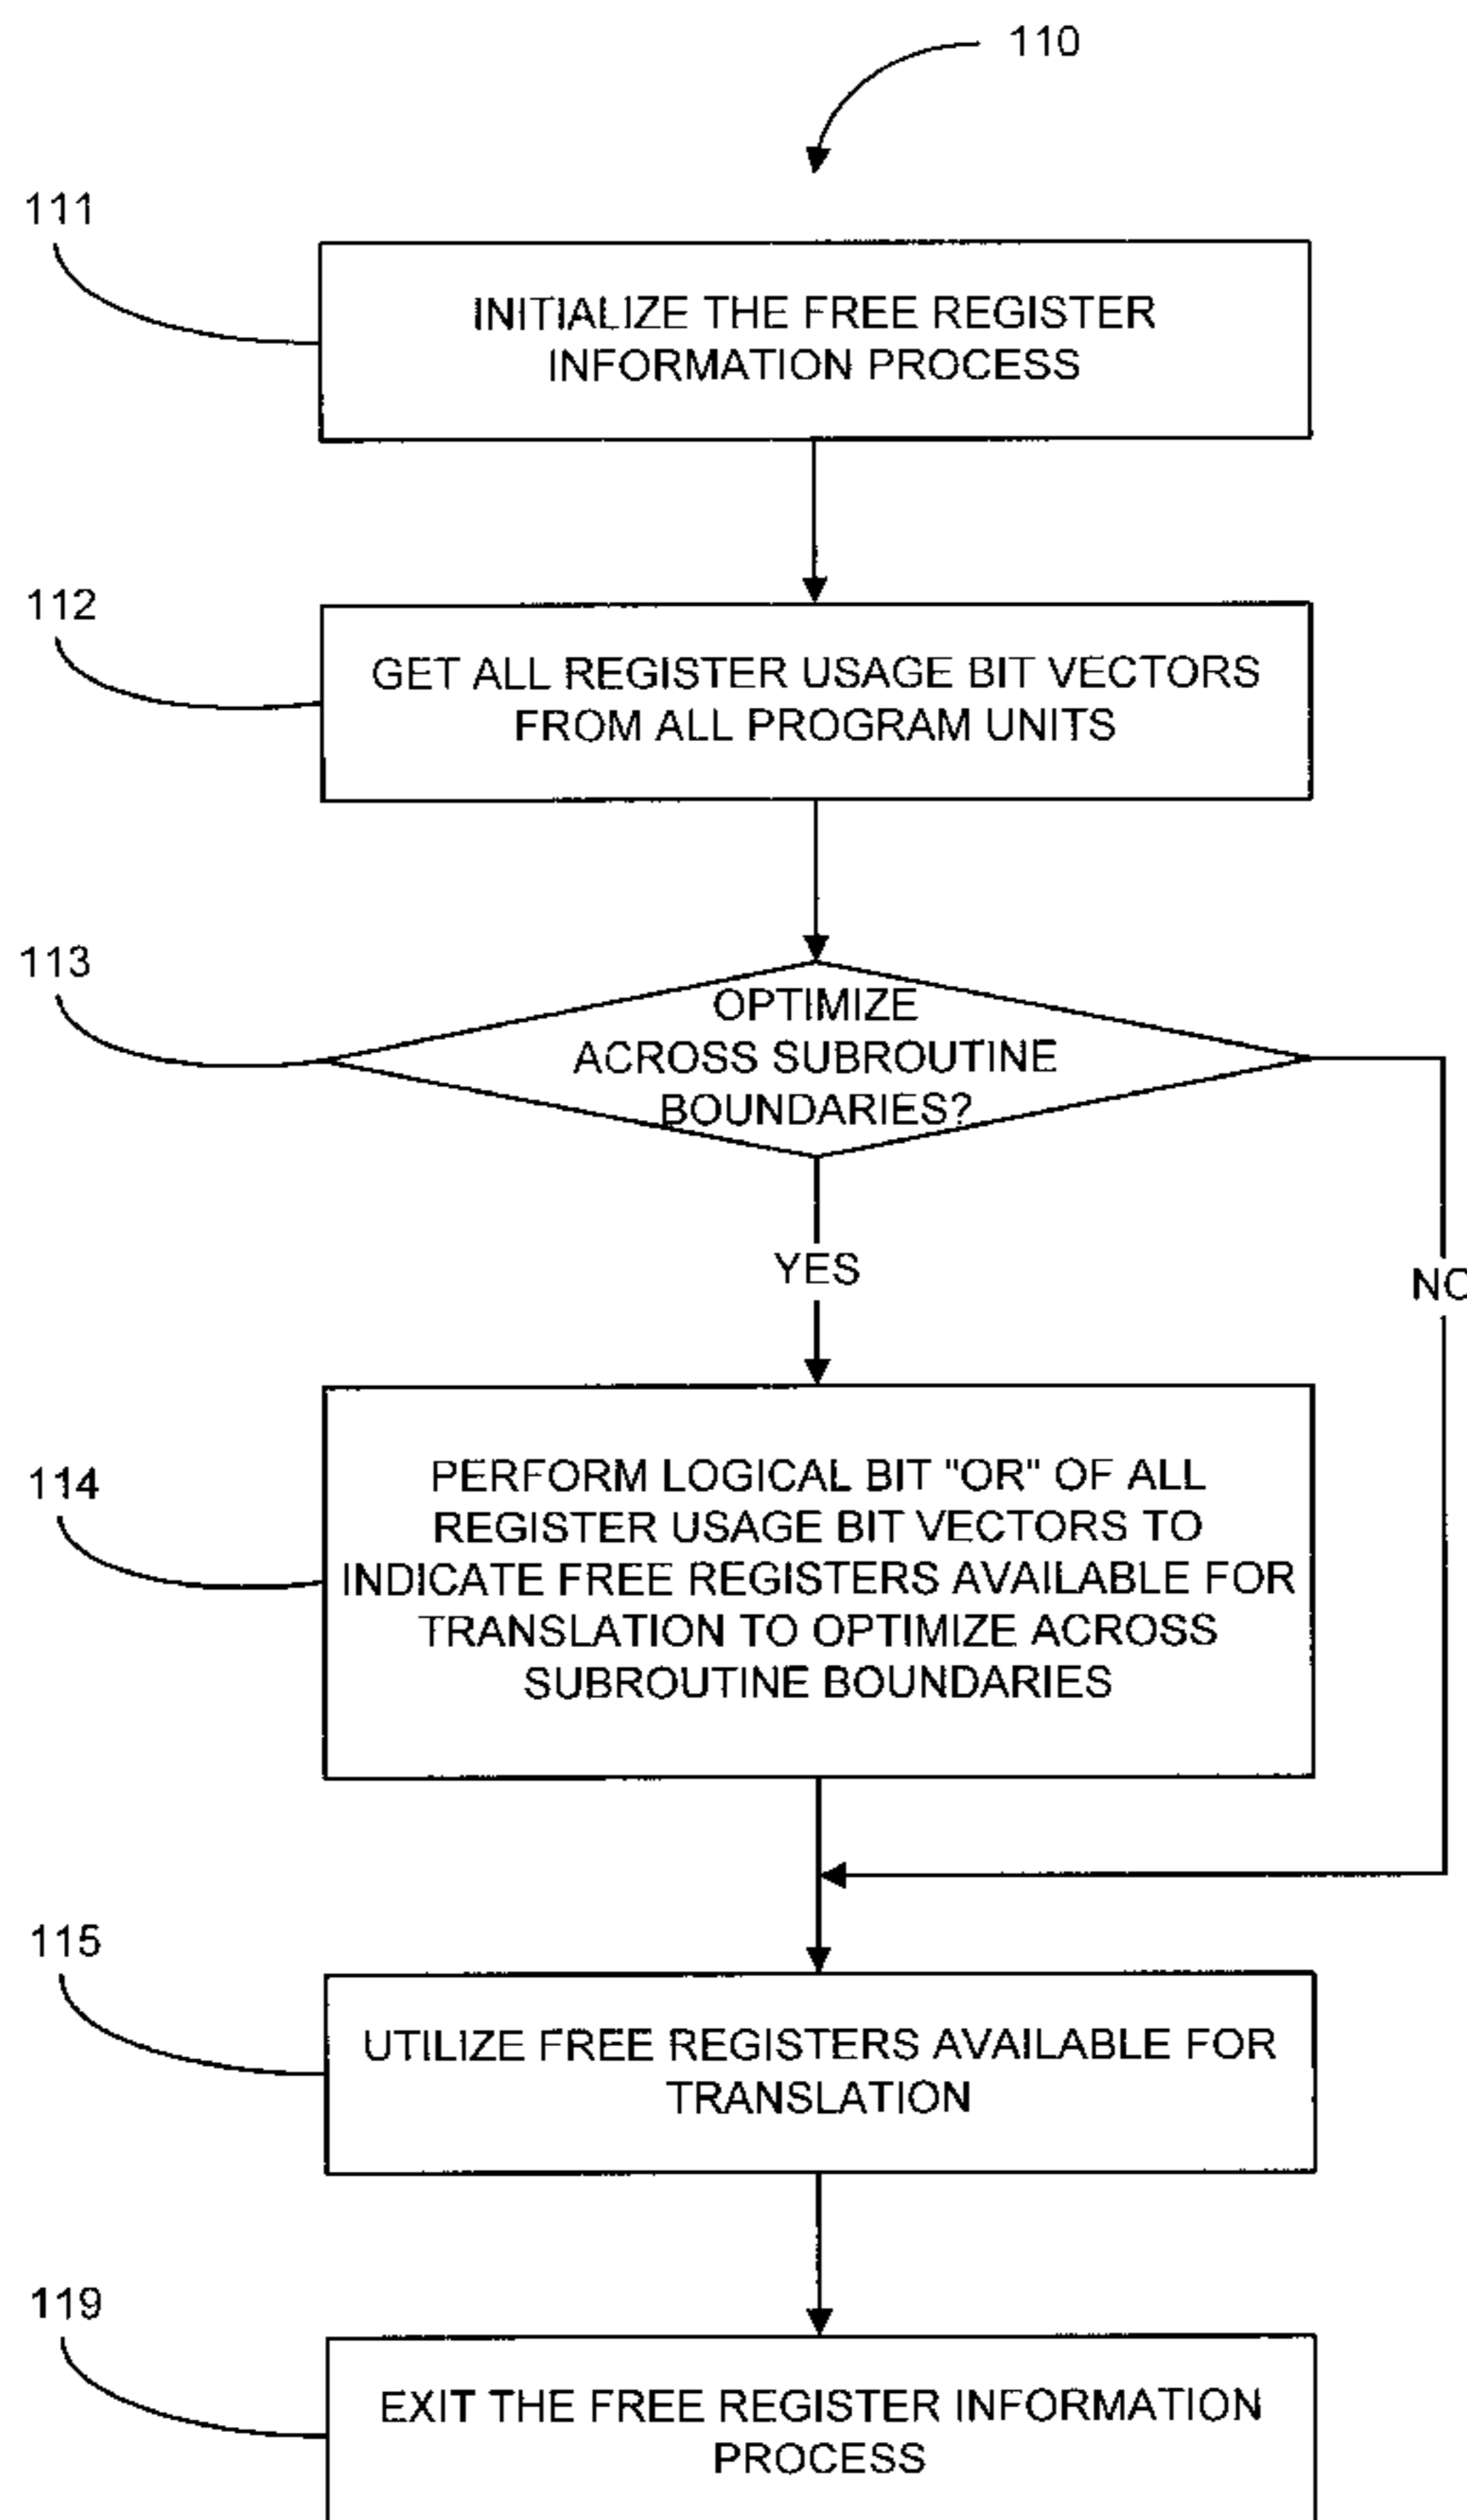 110
111
INITIALIZE THE FREE REGISTER
INFORMATION PROCESS
112
GET ALL REGISTER USAGE BIT VECTORS
FROM ALL PROGRAM UNITS
113
OPTIMIZE
ACROSS SUBROUTINE
BOUNDARIES?
YES
NO
114
PERFORM LOGICAL BIT "OR" OF ALL
REGISTER USAGE BIT VECTORS TO
INDICATE FREE REGISTERS AVAILABLE FOR
TRANSLATION TO OPTIMIZE ACROSS
SUBROUTINE BOUNDARIES
115
UTILIZE FREE REGISTERS AVAILABLE FOR
TRANSLATION
119
EXIT THE FREE REGISTER INFORMATION
PROCESS